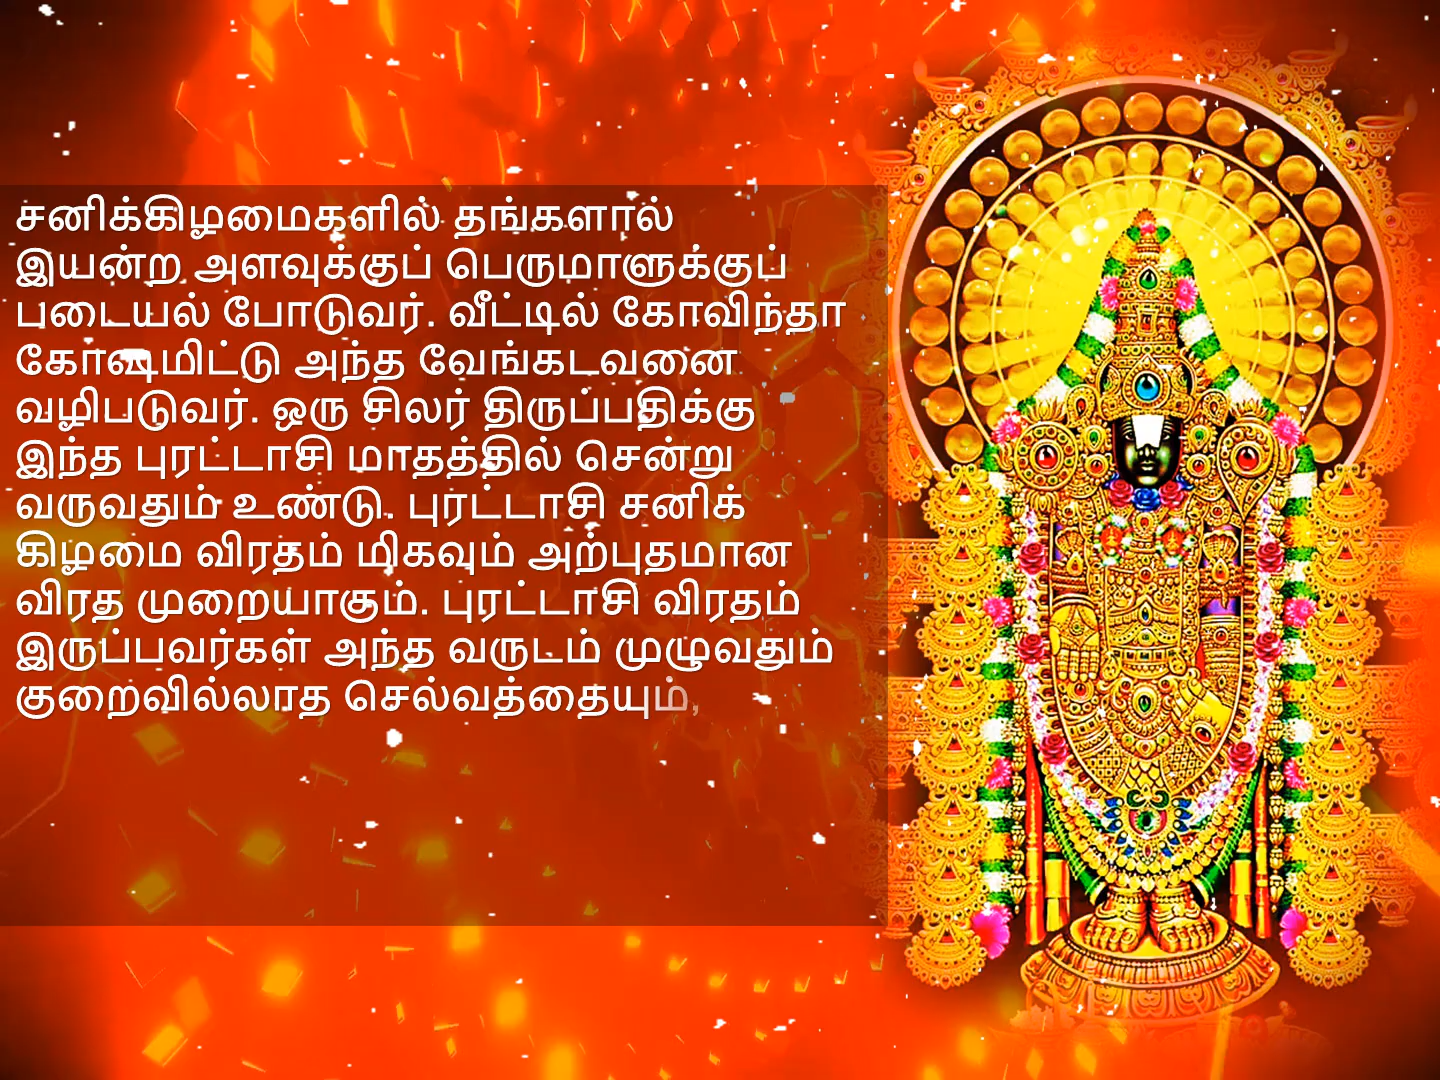 சனிக்கிழமைகளில் தங்களால்
இயன்ற அளவுக்குப் பெருமாளுக்குப்
படையல் போடுவர். வீட்டில் கோவிந்தா
கோஷமிட்டு அந்த வேங்கடவனை
வழிபடுவர். ஒரு சிலர் திருப்பதிக்கு
இந்த புரட்டாசி மாதத்தில் சென்று
வருவதும் உண்டு. புரட்டாசி சனிக்
கிழமை விரதம் மிகவும் அற்புதமான
விரத முறையாகும். புரட்டாசி விரதம்
இருப்பவர்கள் அந்த வருடம் முழுவதும்
குறைவில்லாத செல்வத்தையும்,